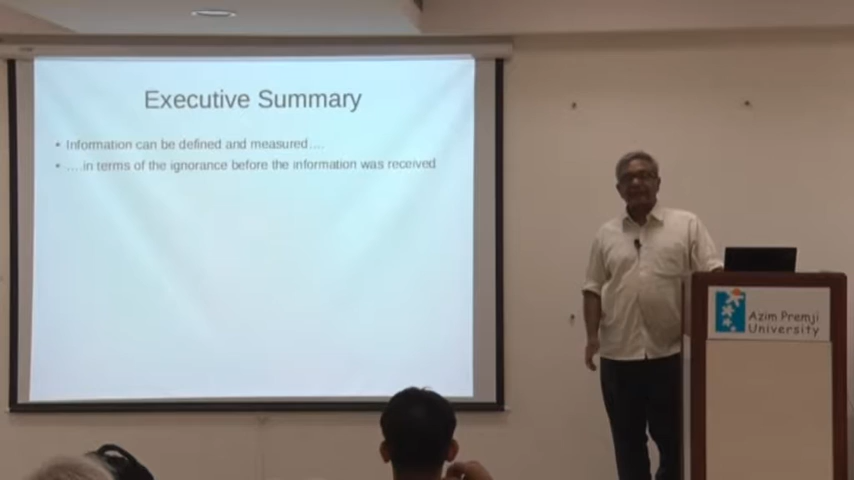 Executive Summary
• Information can be defined and measured....
• ....in terms of the ignorance before the information was received
Azim Premji
University